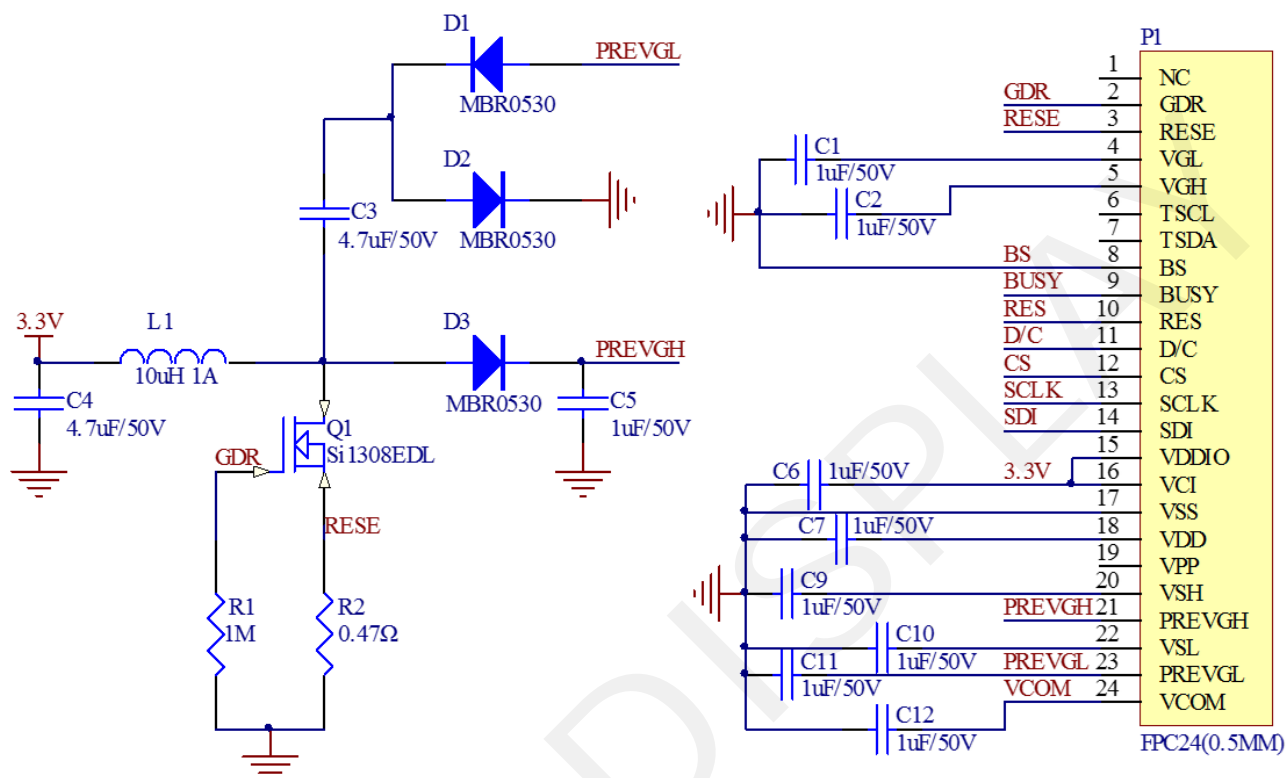 D1
PREVGL
MBR0530
D2
MBR0530
C3
4.7uF/50V
3.3V
L1
10uH 1A
D3
PREVGH
MBR0530
C4
4.7uF/50V
C5
1uF/50V
Q1
Si1308EDL
GDR
RESE
R1
1M
R2
0.47Ω
P1
1 NC
GDR 2 GDR
RESE 3 RESE
C1
1uF/50V
4 VGL
C2
1uF/50V
5 VGH
6 TSCL
7 TSDA
BS 8 BS
BUSY 9 BUSY
RES 10 RES
D/C 11 D/C
CS 12 CS
SCLK 13 SCLK
SDI 14 SDI
15 VDDIO
C6 1uF/50V 3.3V 16 VCI
17 VSS
C7 1uF/50V 18 VDD
19 VPP
C9
1uF/50V
20 VSH
PREVGH 21 PREVGH
C10
1uF/50V
22 VSL
C11
1uF/50V
PREVGL 23 PREVGL
VCOM 24 VCOM
C12
1uF/50V
FPC24(0.5MM)
DISPLAY